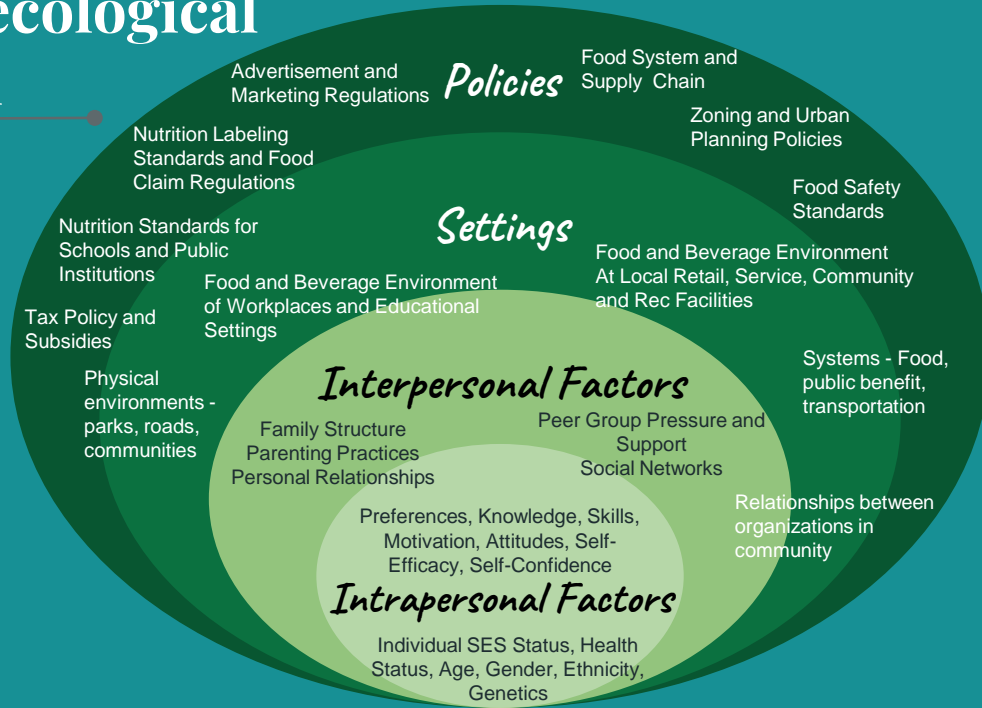 ecological
Policies
Advertisement and
Marketing Regulations
Food System and
Supply Chain
Zoning and Urban
Planning Policies
Nutrition Labeling
Standards and Food
Claim Regulations
Food Safety
Standards
Nutrition Standards for
Schools and Public
Institutions
Tax Policy and
Subsidies
Settings
Food and Beverage Environment
of Workplaces and Educational
Settings
Food and Beverage Environment
At Local Retail, Service, Community
and Rec Facilities
Physical
environments -
parks, roads,
communities
Systems - Food,
public benefit,
transportation
Relationships between
organizations in
community
Interpersonal Factors
Family Structure
Parenting Practices
Personal Relationships
Peer Group Pressure and
Support
Social Networks
Preferences, Knowledge, Skills,
Motivation, Attitudes, Self-
Efficacy, Self-Confidence
Intrapersonal Factors
Individual SES Status, Health
Status, Age, Gender, Ethnicity,
Genetics